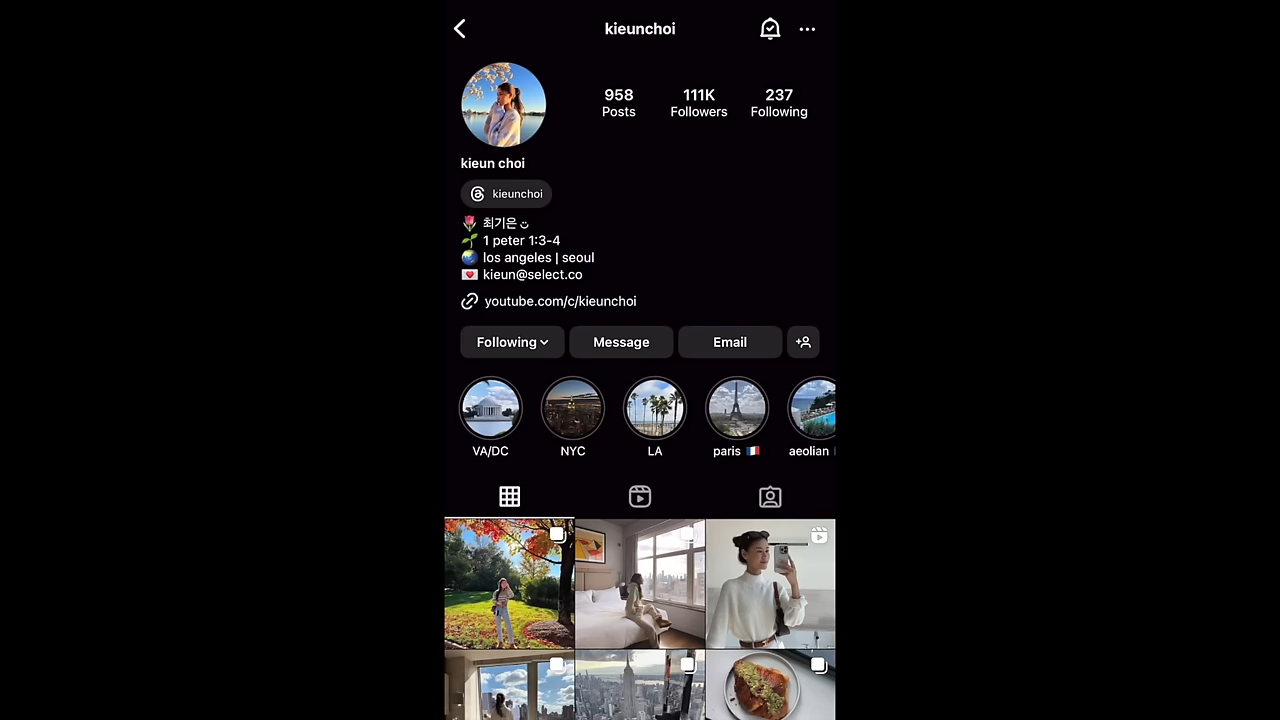 kieunchoi
958
Posts
111K
Followers
237
Following
kieun choi
kieunchoi
🌷 최기은 ت̈
🌱 1 peter 1:3-4
🌏 los angeles | seoul
💌 kieun@select.co
youtube.com/c/kieunchoi
Following
Message
Email
VA/DC
NYC
LA
paris 🇫🇷
aeolian